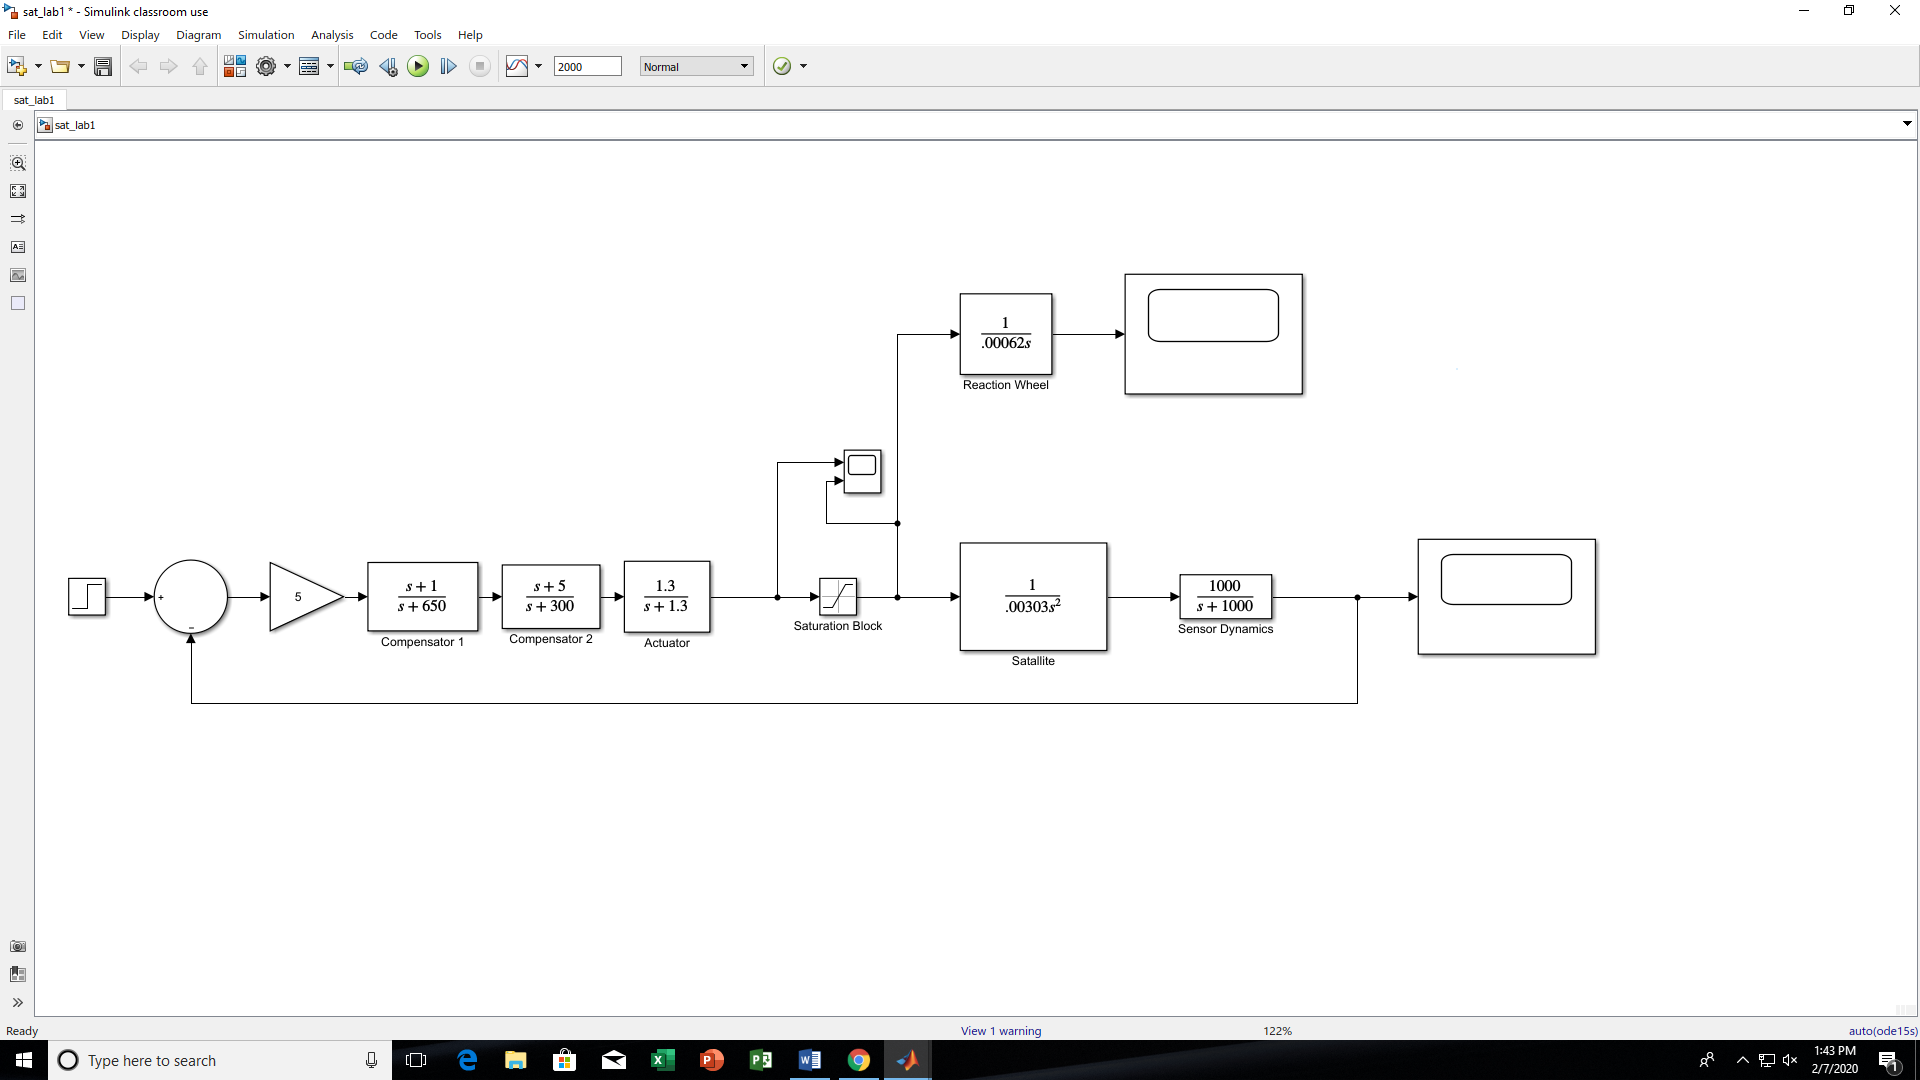 sat_lab1 * - Simulink classroom use
File Edit View Display Diagram Simulation Analysis Code Tools Help
2000 Normal
sat_lab1
sat_lab1
1
.00062s
Reaction Wheel
+
−
5
s + 1
s + 650
Compensator 1
s + 5
s + 300
Compensator 2
1.3
s + 1.3
Actuator
Saturation Block
1
.00303s²
Satallite
1000
s + 1000
Sensor Dynamics
Ready View 1 warning 122% auto(ode15s)
Type here to search
1:43 PM
2/7/2020
1